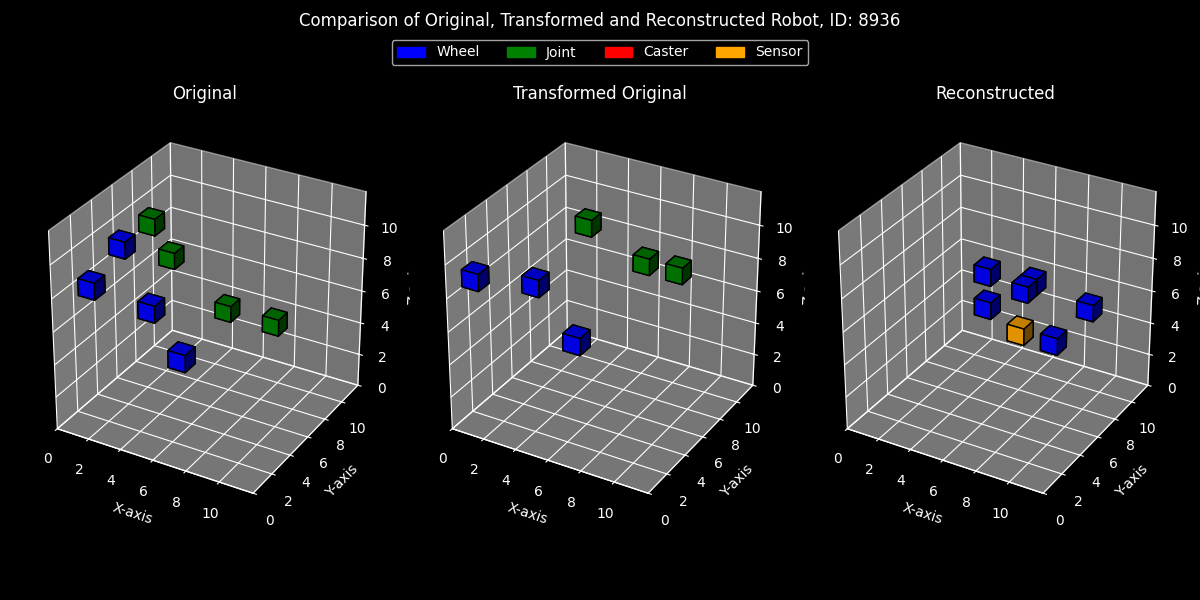 Comparison of Original, Transformed and Reconstructed Robot, ID: 8936
Wheel Joint Caster Sensor
Original Transformed Original Reconstructed
10 10 10
8 8 8
6 6 6
4 4 4
2 2 2
0 0 0
10 10 10
8 8 8
6 6 6
4 4 4
2 2 2
0 0 0
0 2 4 6 8 10
0 2 4 6 8 10
0 2 4 6 8 10
X-axis Y-axis
X-axis Y-axis
X-axis Y-axis